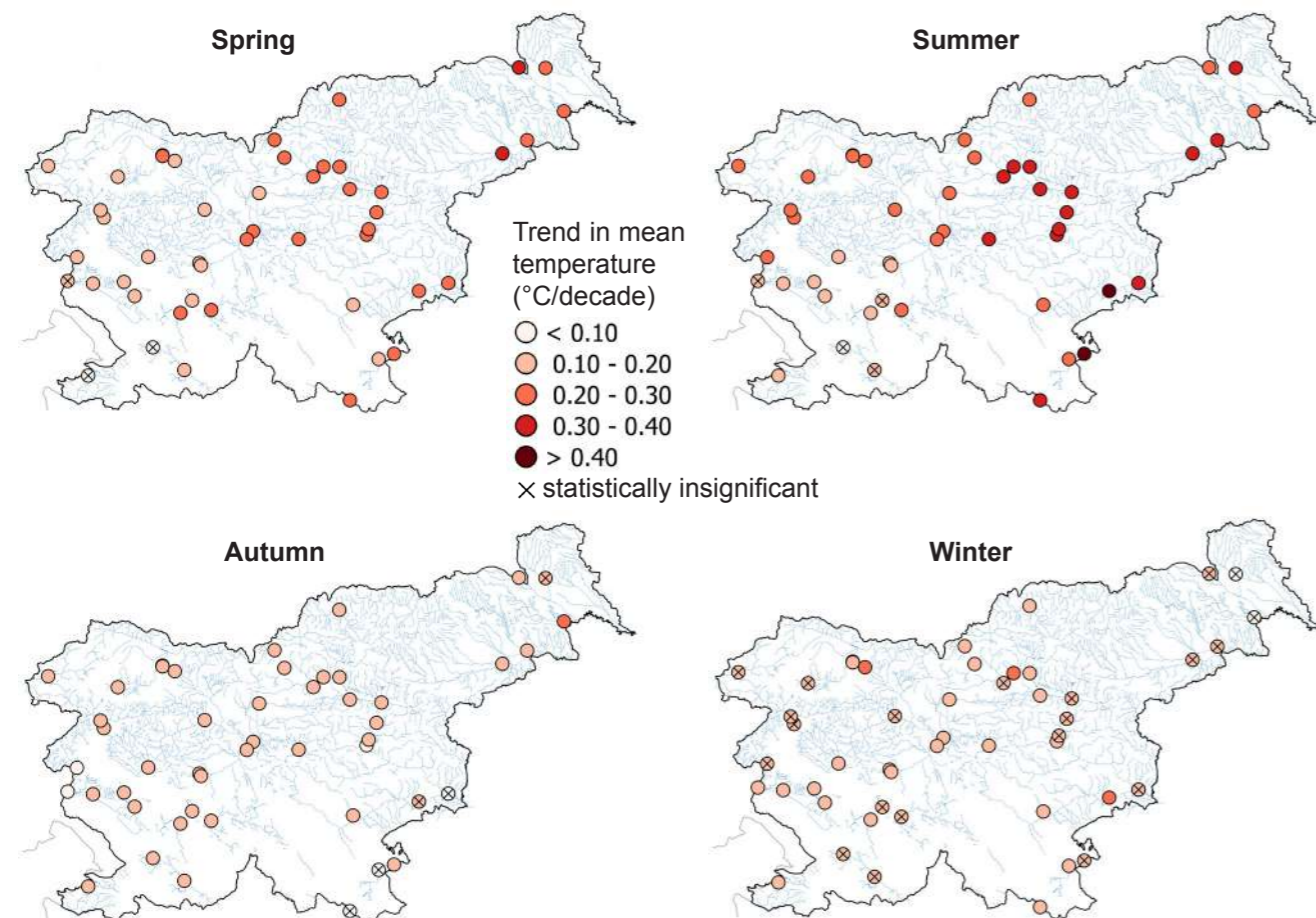 Spring
Summer
Trend in mean
temperature
(°C/decade)
< 0.10
0.10 - 0.20
0.20 - 0.30
0.30 - 0.40
> 0.40
× statistically insignificant
Autumn
Winter